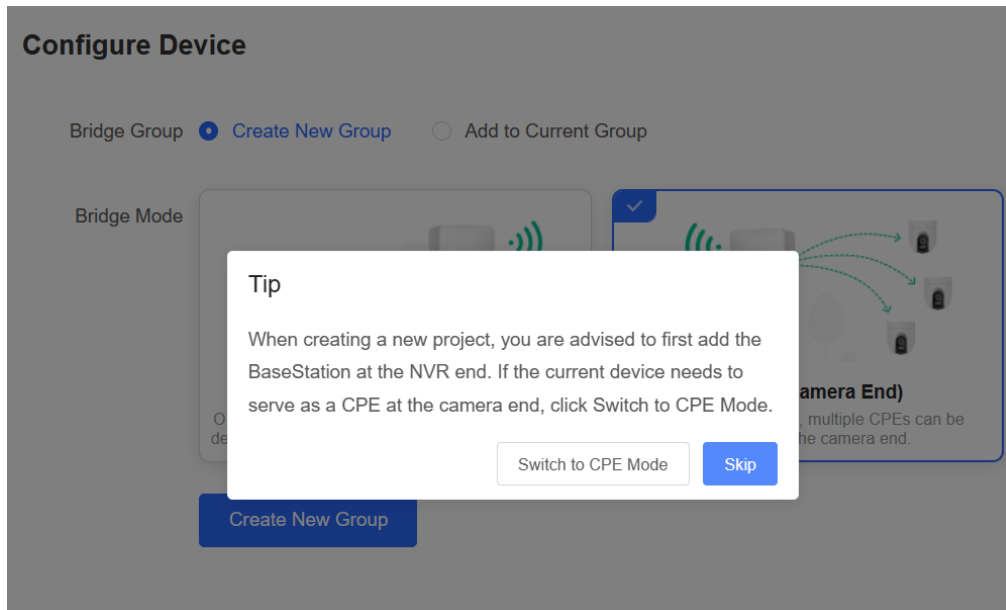 Configure Device
Bridge Group Create New Group Add to Current Group
Bridge Mode
Tip
When creating a new project, you are advised to first add the
BaseStation at the NVR end. If the current device needs to
serve as a CPE at the camera end, click Switch to CPE Mode.
amera End)
, multiple CPEs can be
he camera end.
Switch to CPE Mode Skip
Create New Group